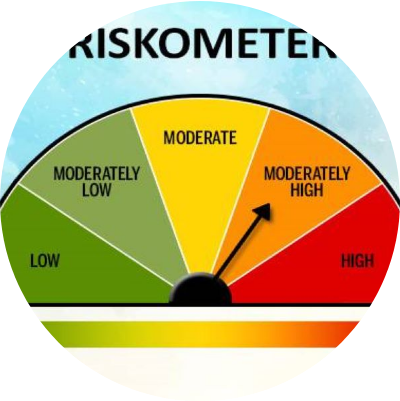 RISKOMETER
MODERATE
MODERATELY
LOW
MODERATELY
HIGH
LOW
HIGH